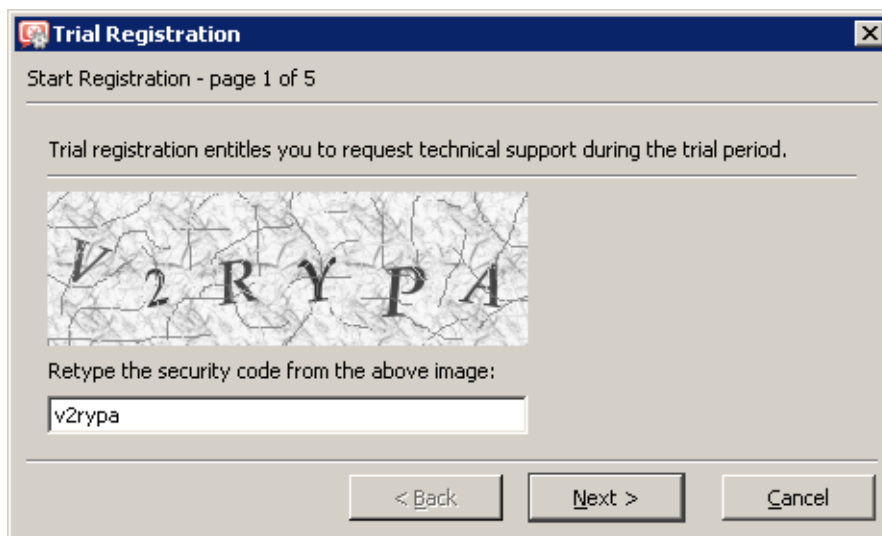 Trial Registration
Start Registration - page 1 of 5
Trial registration entitles you to request technical support during the trial period.
V2RYPA
Retype the security code from the above image:
v2rypa
< Back Next > Cancel